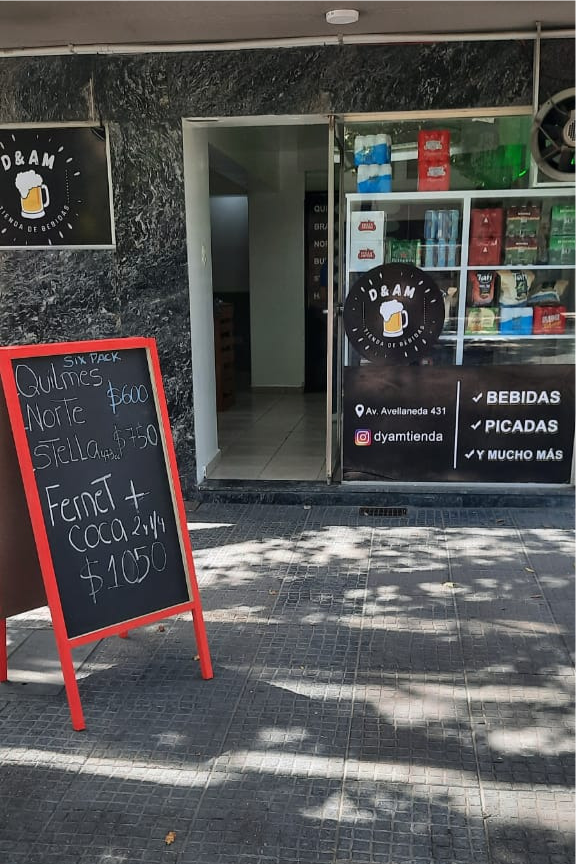 D&AM
TIENDA DE BEBIDAS
SIX PACK
Quilmes
Norte $600
Stella 473cc $750
Fernet +
coca 2 1/4
$1050
D&AM
TIENDA DE BEBIDAS
Av. Avellaneda 431
dyamtienda
✓ BEBIDAS
✓ PICADAS
✓ Y MUCHO MÁS